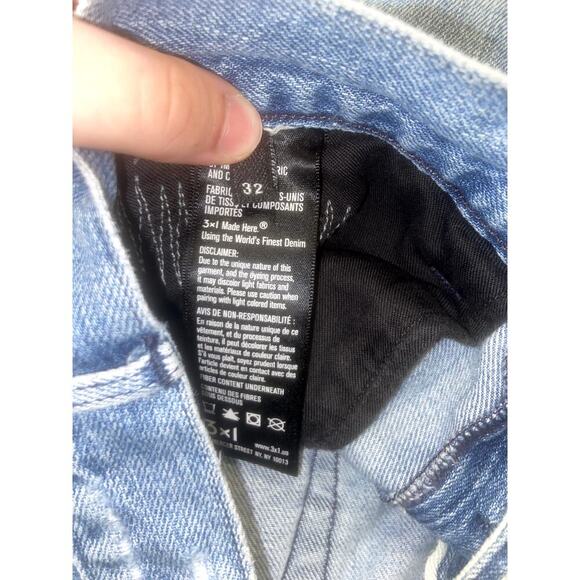 RIC
AND C
32
FABRIC S-UNIS
DE TISSU COMPOSANTS
IMPORTÉS
3×1 Made Here.®
Using the World's Finest Denim
DISCLAIMER:
Due to the unique nature of this
garment, and the dyeing process,
it may discolor light fabrics and
materials. Please use caution when
pairing with light colored items.
AVIS DE NON-RESPONSABILITÉ:
En raison de la nature unique de ce
vêtement, et du processus de
teinture, il peut décolorer les tissus
et les matériaux de couleur claire.
S'il vous plaît, soyez prudent lorsque
l'article devient en contact avec des
articles de couleur claire.
FIBER CONTENT UNDERNEATH
CONTENU DES FIBRES
SOUS DESSOUS
3×1
www.3x1.us
STREET NY, NY 10013